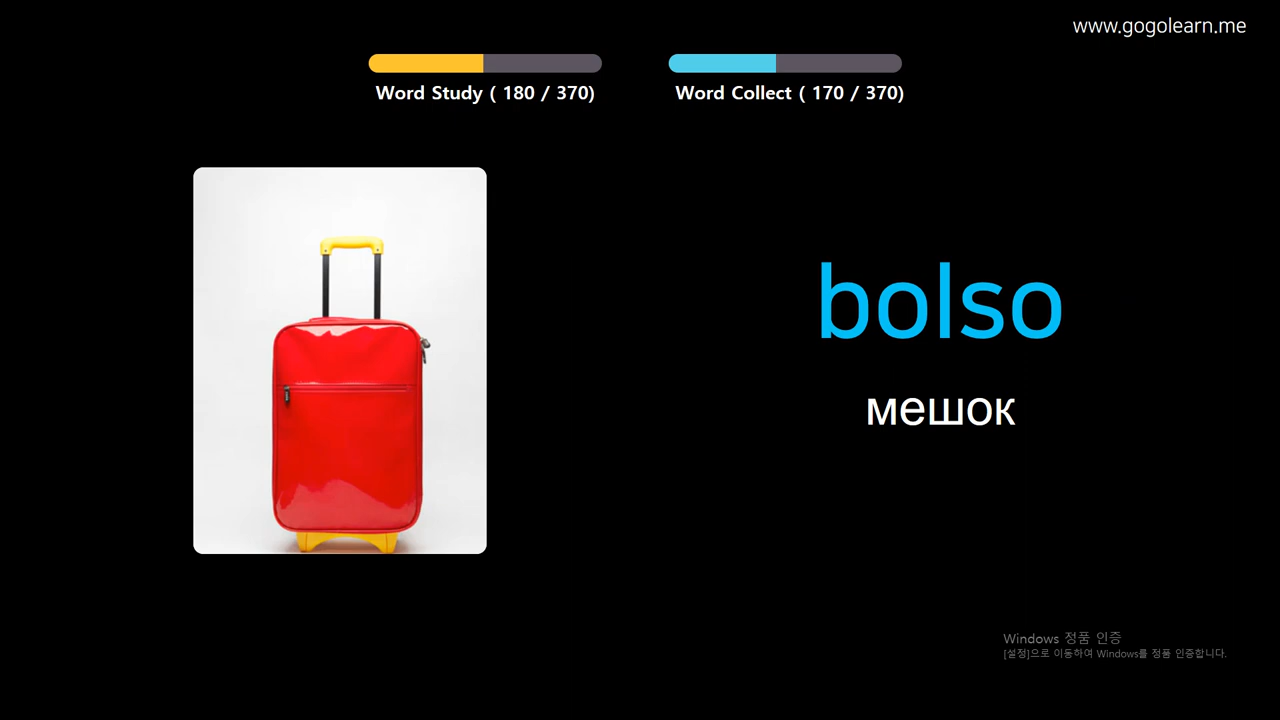 www.gogolearn.me
Word Study ( 180 / 370)
Word Collect ( 170 / 370)
bolso
мешок
Windows 정품 인증
[설정]으로 이동하여 Windows를 정품 인증합니다.